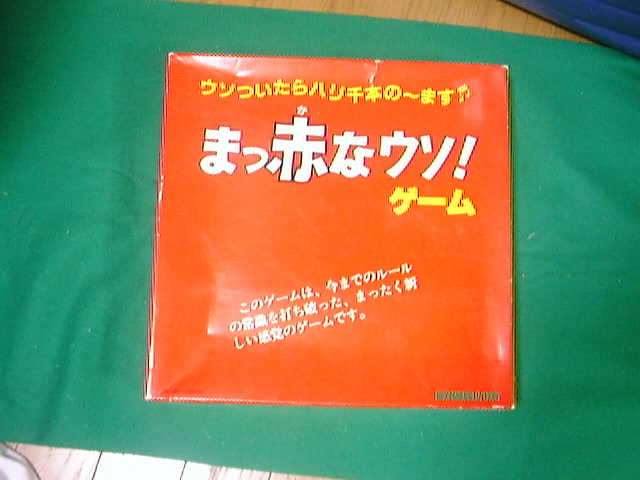 ウソついたらハリ千本の〜ます♪
か
まっ赤なウソ!
ゲーム
このゲームは、今までのルール
の常識を打ち破った、まったく新
しい感覚のゲームです。